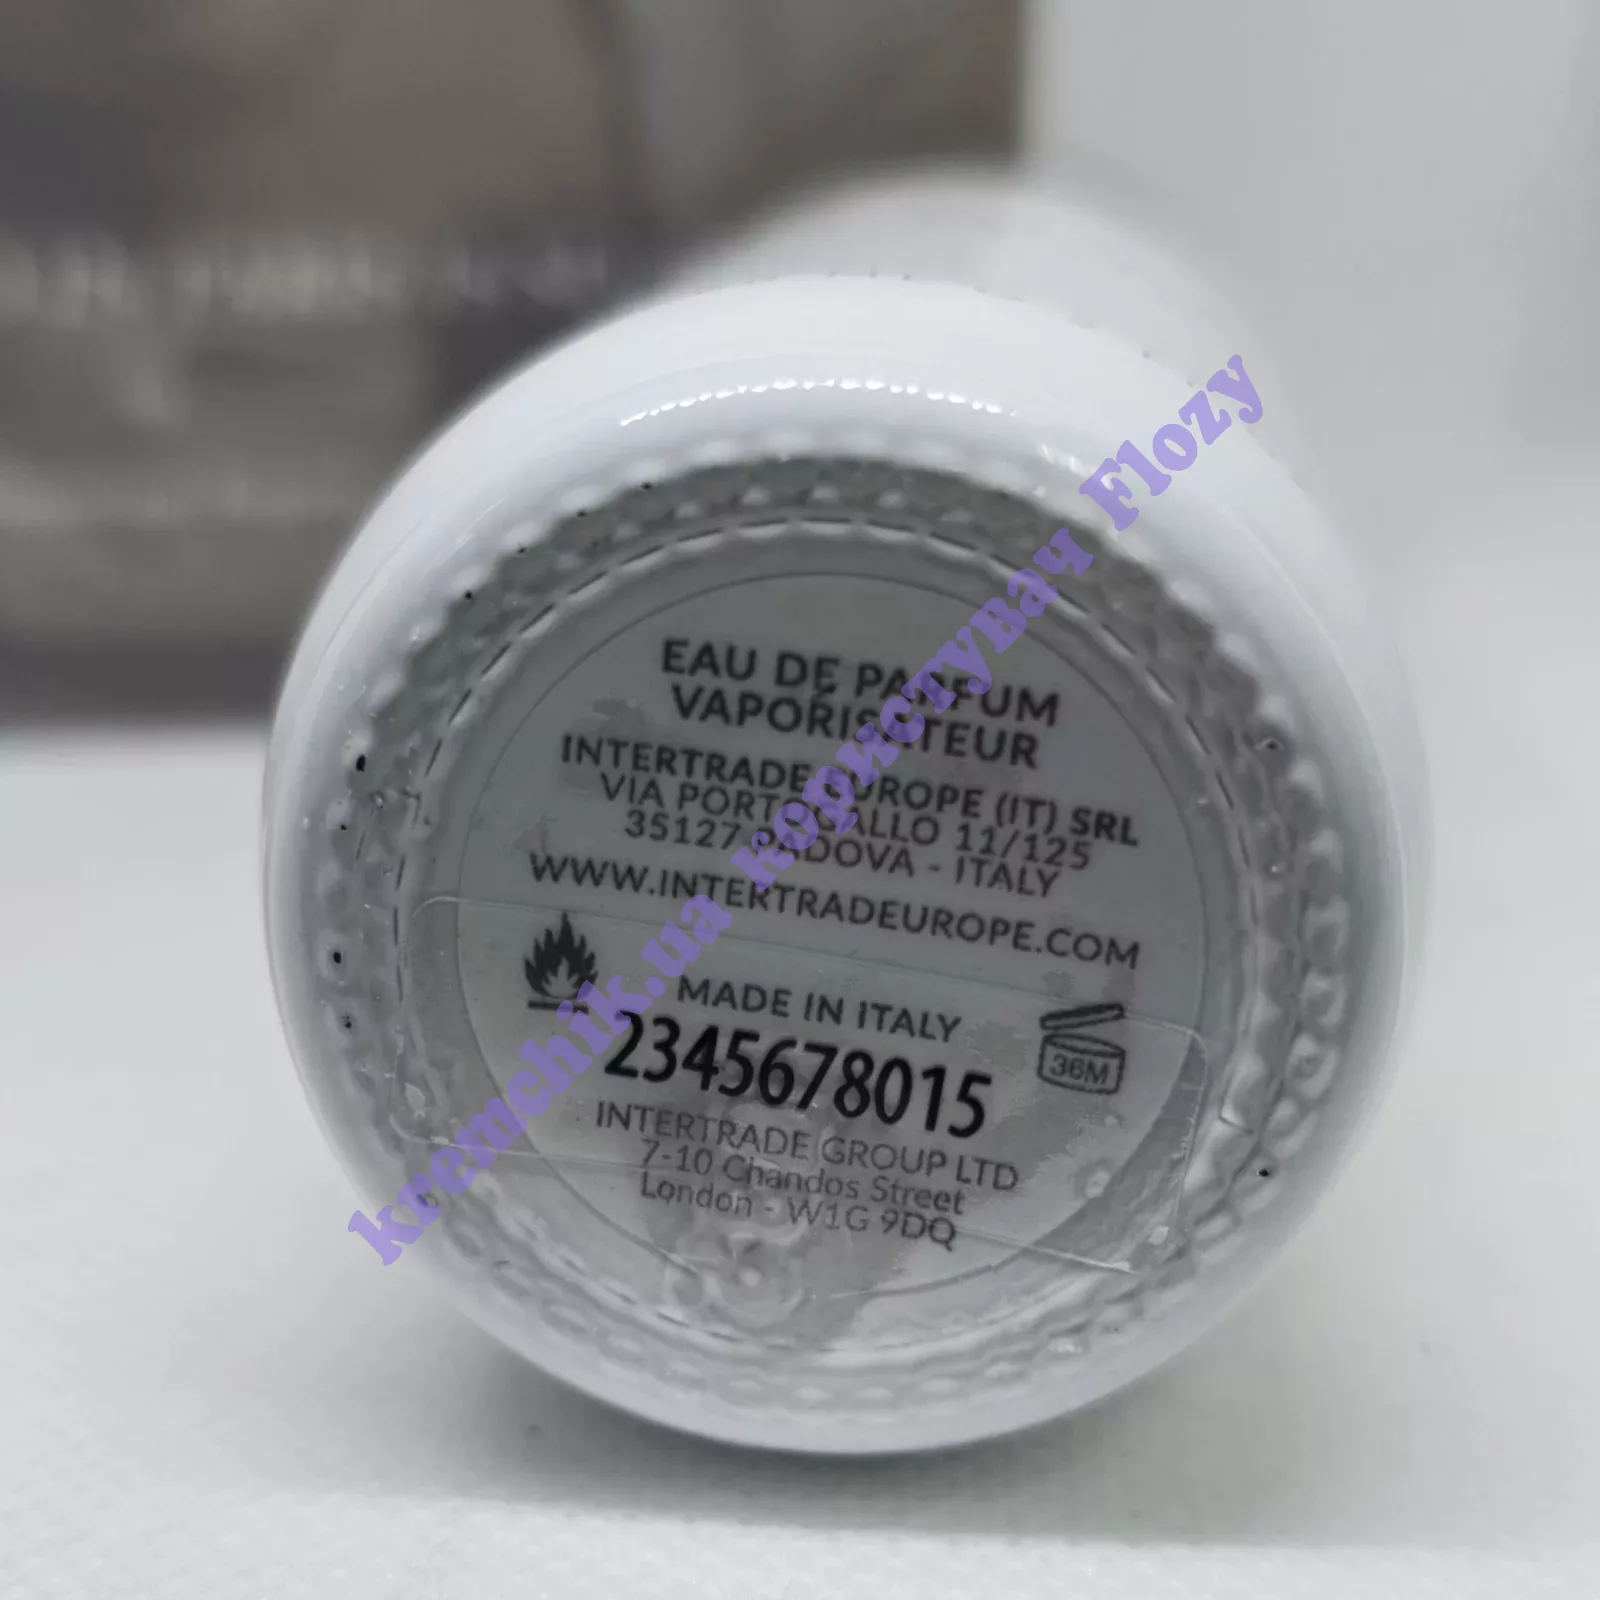 EAU DE PARFUM
VAPORISATEUR
INTERTRADE EUROPE (IT) SRL
VIA PORTOGALLO 11/125
35127 PADOVA - ITALY
WWW.INTERTRADEUROPE.COM
MADE IN ITALY
2345678015
36M
INTERTRADE GROUP LTD
7-10 Chandos Street
London - W1G 9DQ
kremchik.ua користуВач Flozy